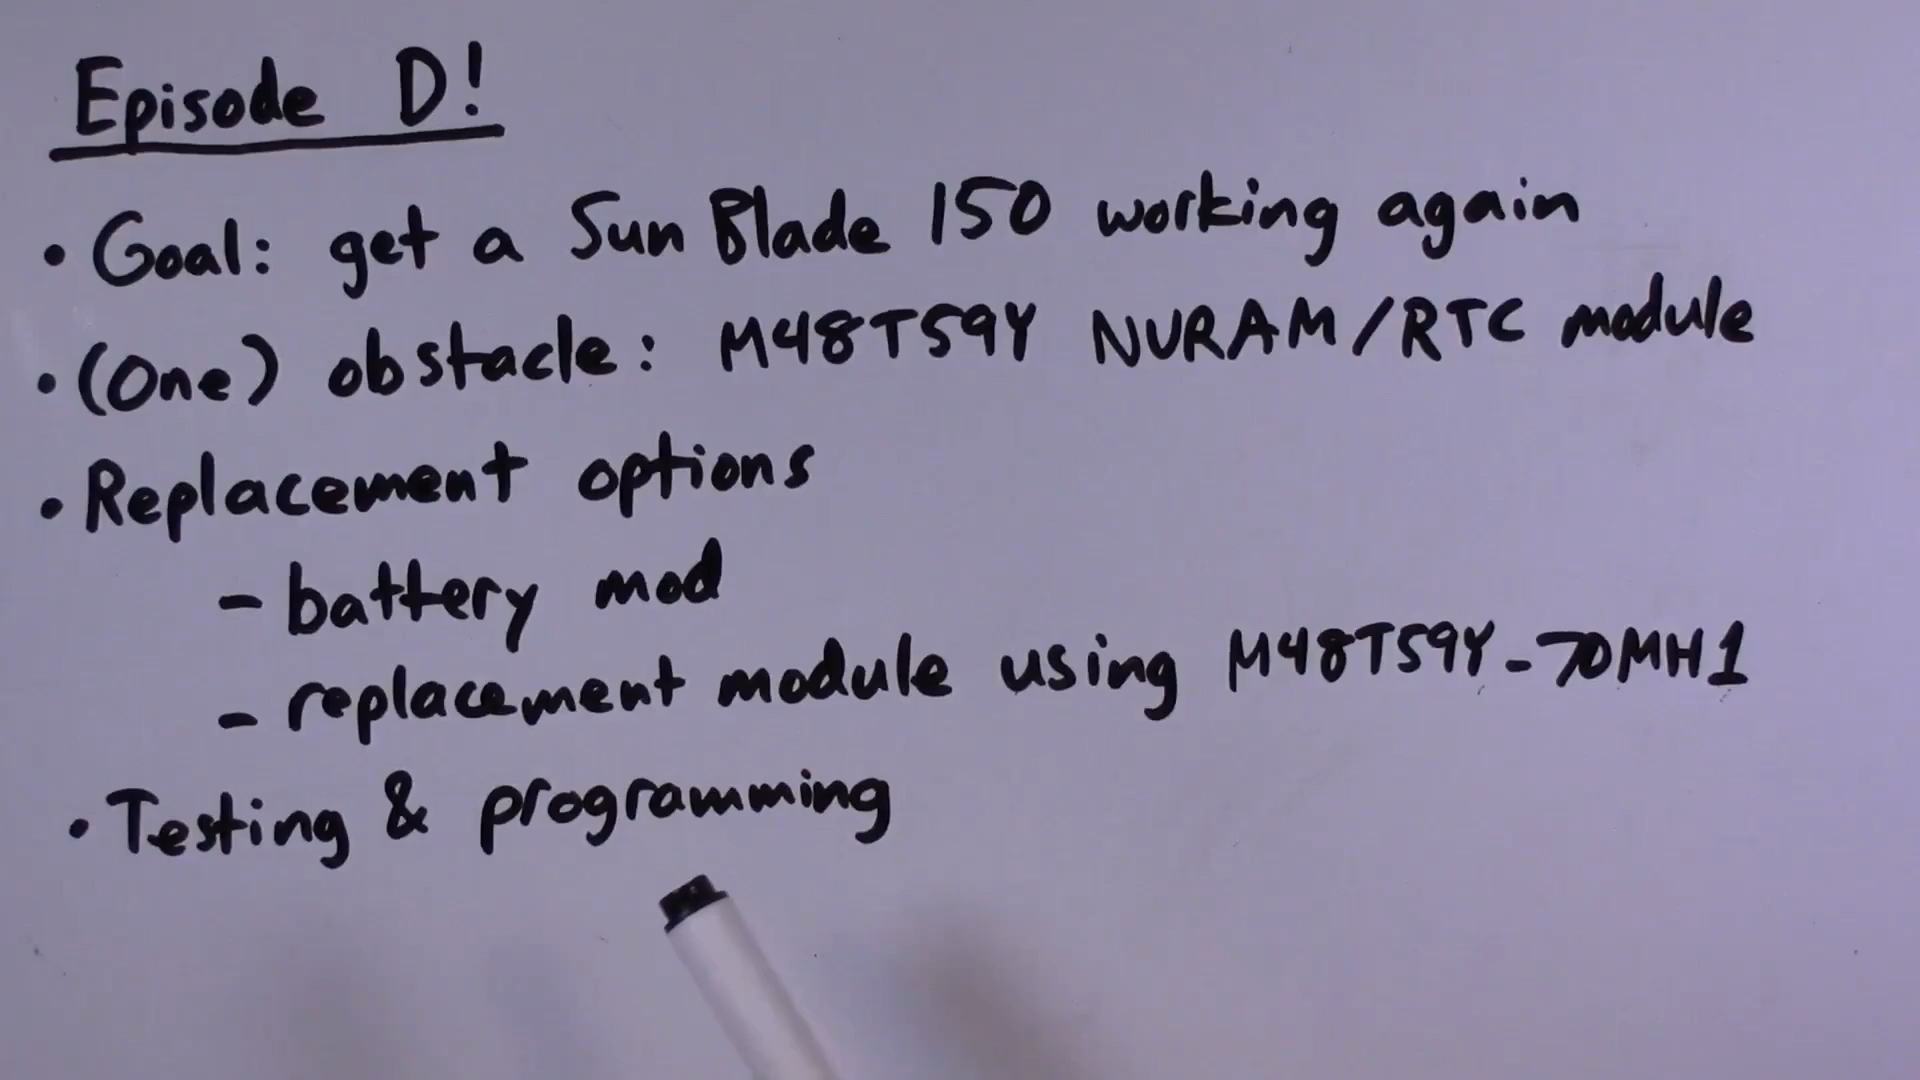 Episode D!
• Goal: get a Sun Blade 150 working again
• (One) obstacle: M48T59Y NVRAM/RTC module
• Replacement options
- battery mod
- replacement module using M48T59Y-70MH1
• Testing & programming